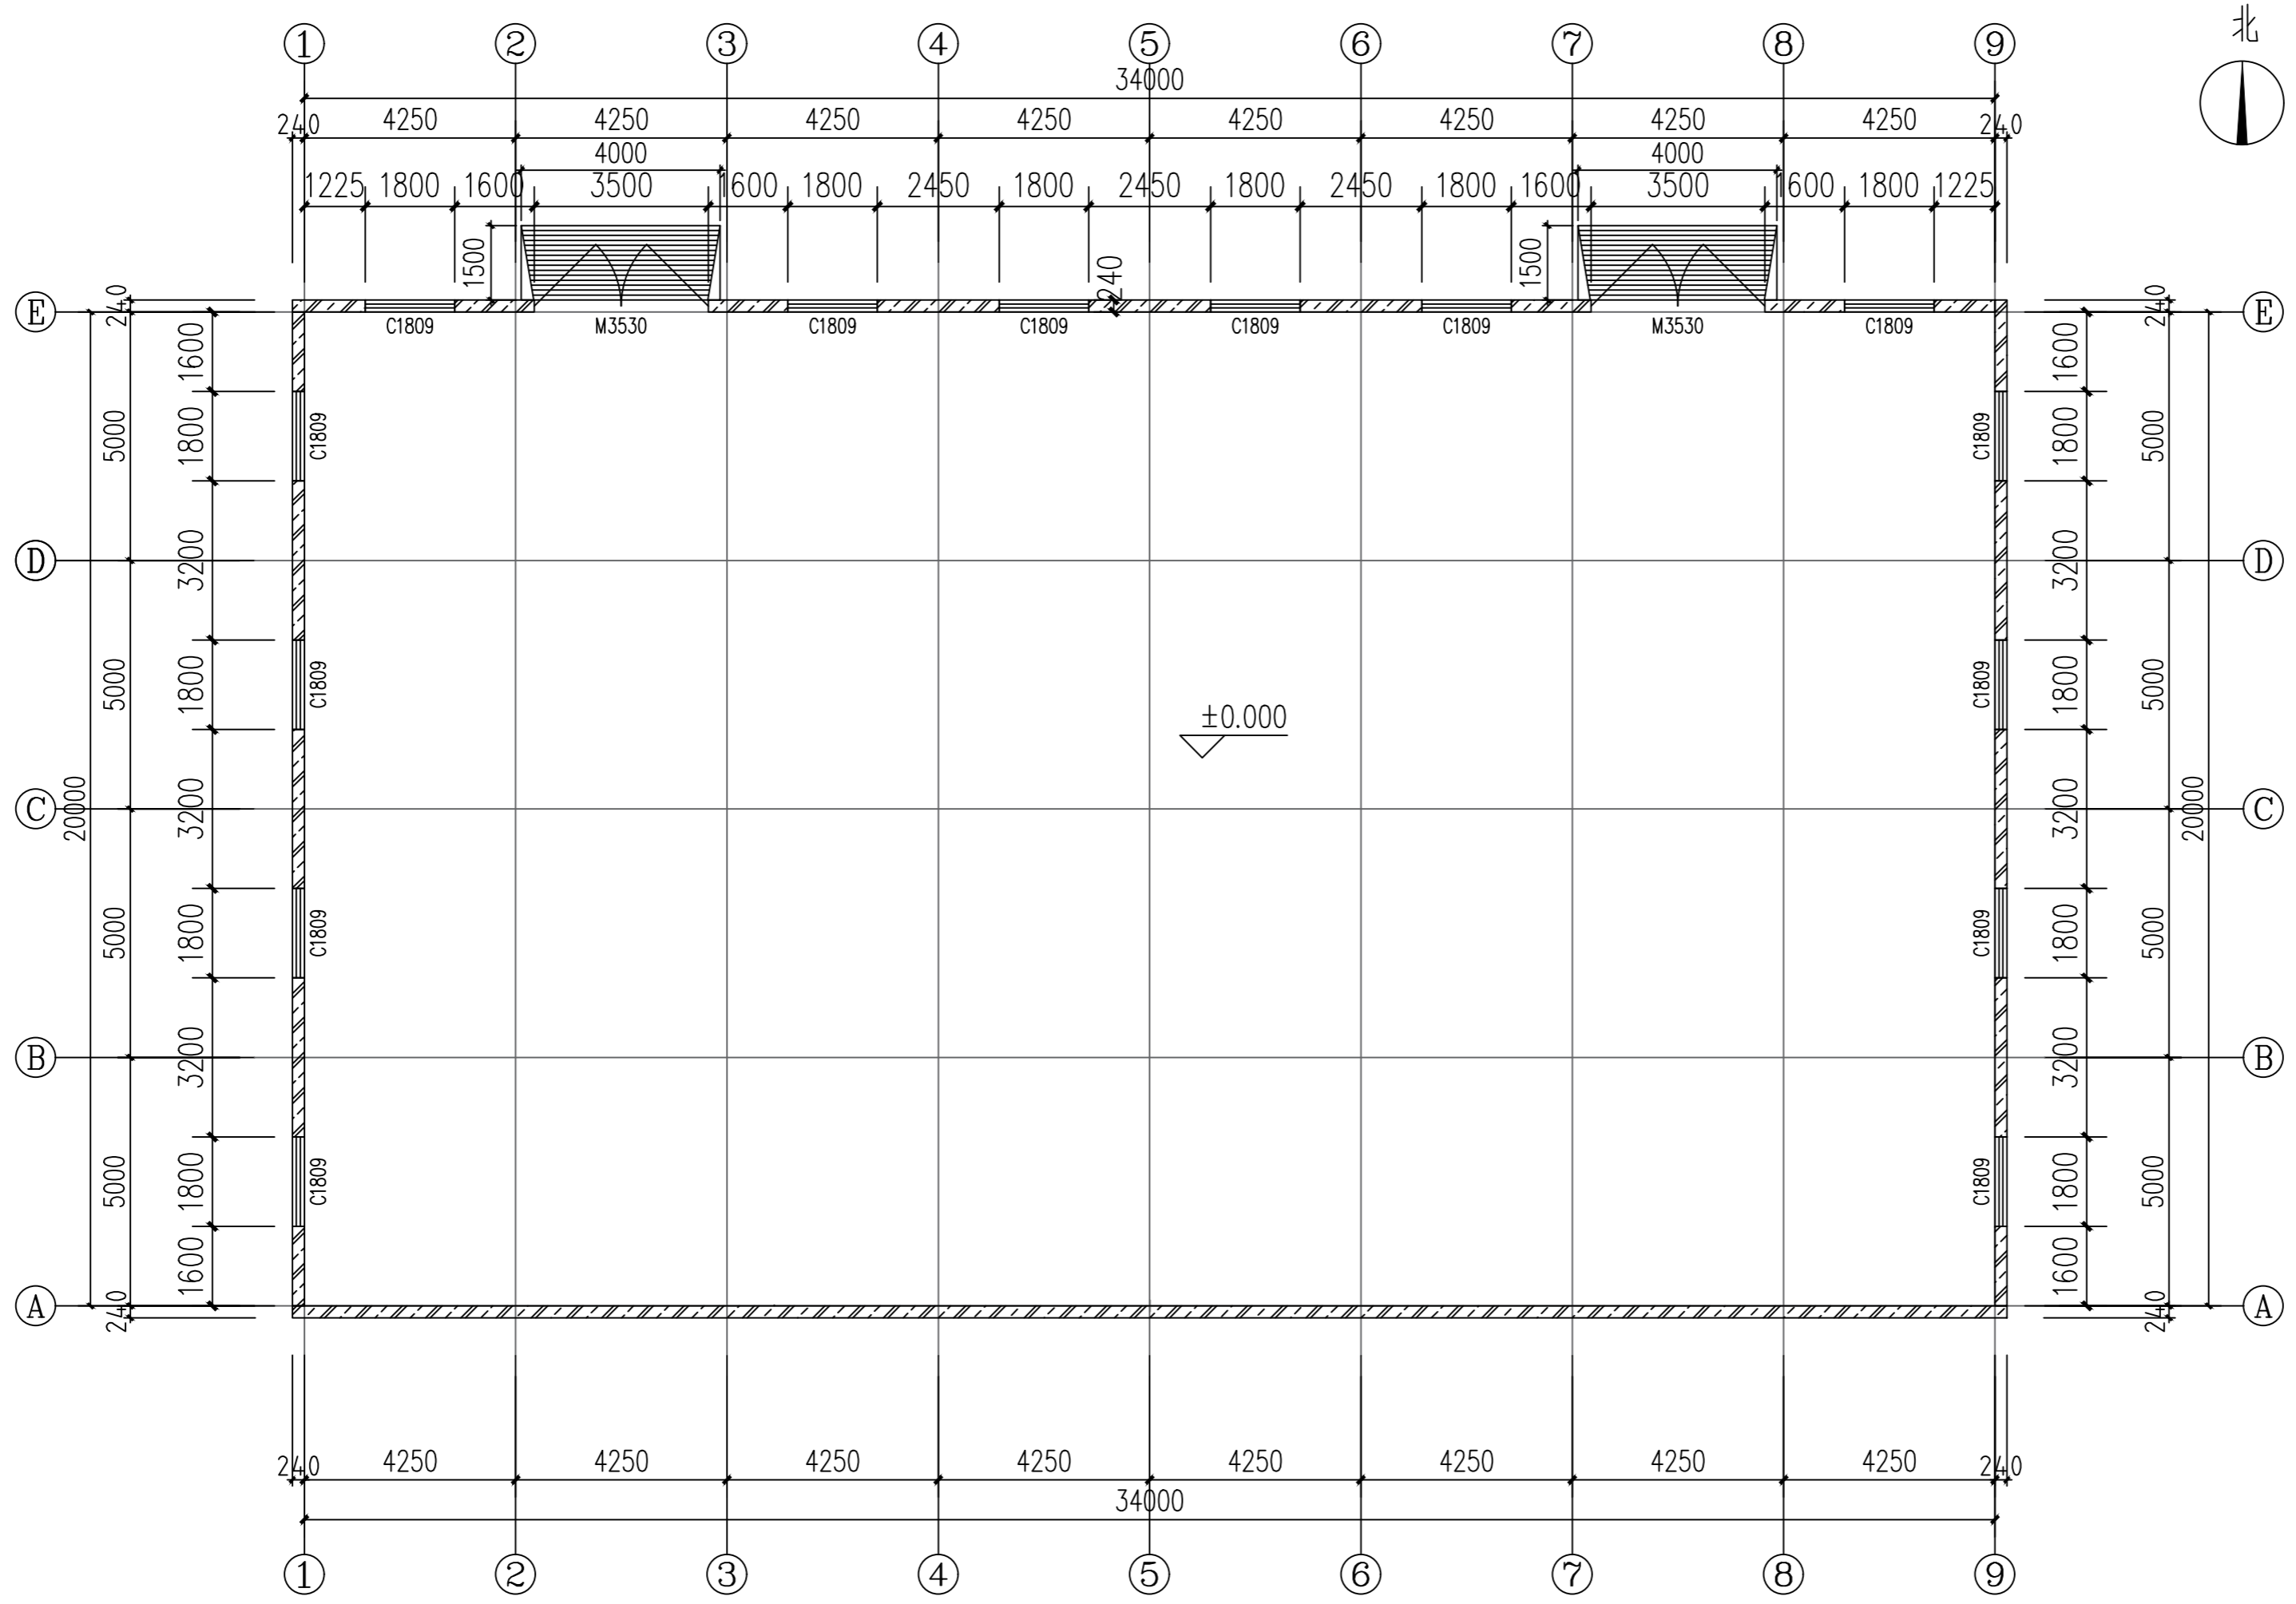 北
1 2 3 4 5 6 7 8 9
34000
240 4250 4250 4250 4250 4250 4250 4250 4250 240
4000 4000
1225 1800 1600 3500 1600 1800 2450 1800 2450 1800 2450 1800 1600 3500 1600 1800 1225
1500 240 1500
E 240 240 E
C1809 M3530 C1809 C1809 C1809 C1809 M3530 C1809
1600 1600
5000 1800 C1809 C1809 1800 5000
D 3200 3200 D
5000 1800 C1809 C1809 1800 5000
±0.000
C 20000 3200 3200 20000 C
5000 1800 C1809 C1809 1800 5000
B 3200 3200 B
5000 1800 C1809 C1809 1800 5000
1600 1600
A 240 240 A
240 4250 4250 4250 4250 4250 4250 4250 4250 240
34000
1 2 3 4 5 6 7 8 9